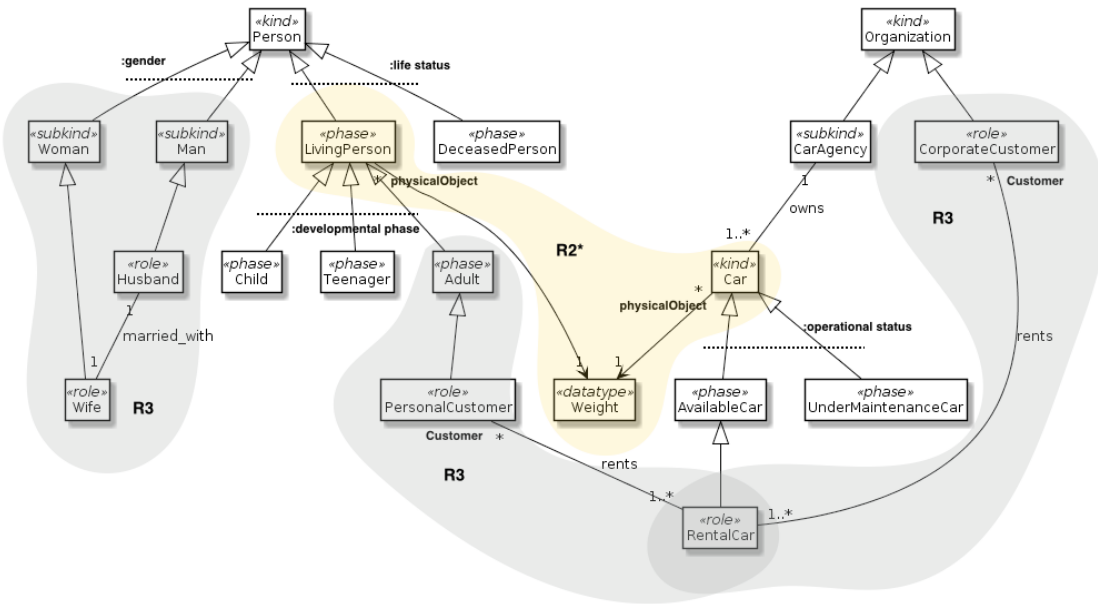 «kind»
Person
«kind»
Organization
:gender
:life status
«subkind»
Woman
«subkind»
Man
«phase»
LivingPerson
«phase»
DeceasedPerson
«subkind»
CarAgency
«role»
CorporateCustomer
* physicalObject
1
* Customer
owns
R3
:developmental phase
1..*
R2*
«role»
Husband
«phase»
Child
«phase»
Teenager
«phase»
Adult
«kind»
Car
*
physicalObject
1
married_with
:operational status
rents
1
1
1
«role»
Wife
R3
«role»
PersonalCustomer
«datatype»
Weight
«phase»
AvailableCar
«phase»
UnderMaintenanceCar
Customer *
rents
R3
1..*
1..*
«role»
RentalCar